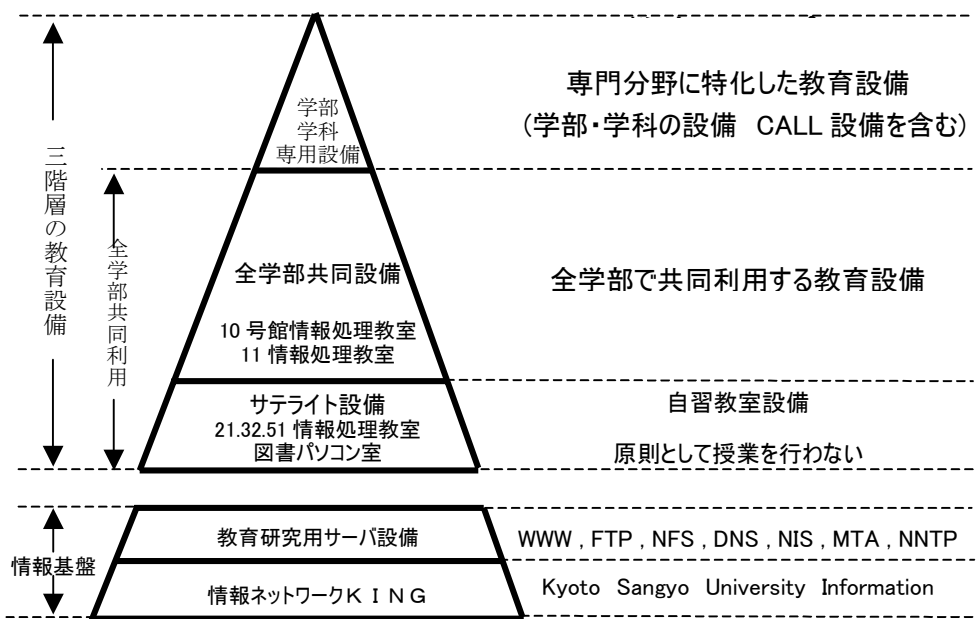 三階層の教育設備
全学部共同利用
学部
学科
専用設備
専門分野に特化した教育設備
（学部・学科の設備　CALL 設備を含む）
全学部共同設備
10 号館情報処理教室
11 情報処理教室
全学部で共同利用する教育設備
サテライト設備
21.32.51 情報処理教室
図書パソコン室
自習教室設備
原則として授業を行わない
情報基盤
教育研究用サーバ設備
WWW , FTP , NFS , DNS , NIS , MTA , NNTP
情報ネットワークＫＩＮＧ
Kyoto Sangyo University Information